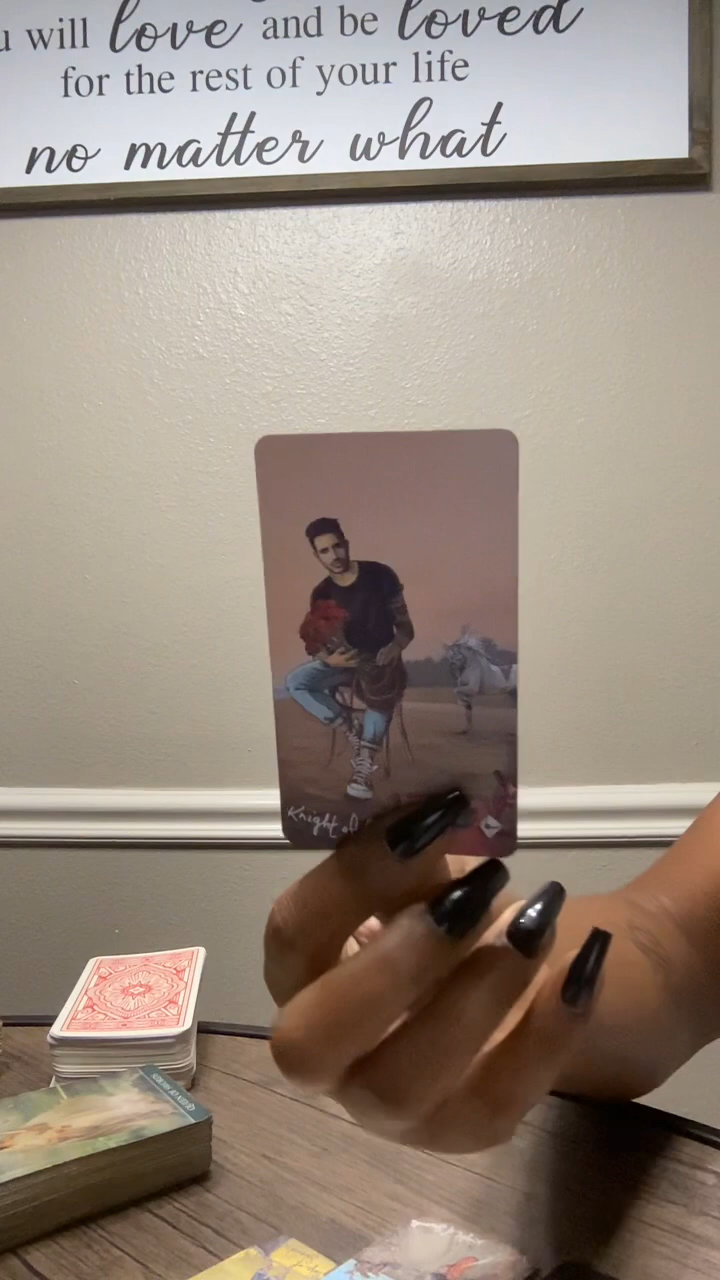 will love and be loved
for the rest of your life
no matter what
Knight of